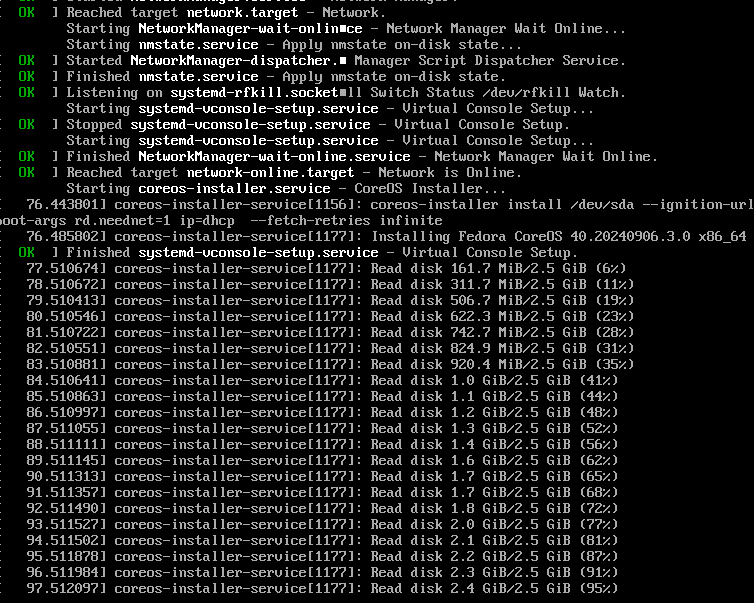 OK ] Reached target network.target - Network.
Starting NetworkManager-wait-onlin■ce - Network Manager Wait Online...
Starting nmstate.service - Apply nmstate on-disk state...
OK ] Started NetworkManager-dispatcher.■ Manager Script Dispatcher Service.
OK ] Finished nmstate.service - Apply nmstate on-disk state.
OK ] Listening on systemd-rfkill.socket■ll Switch Status /dev/rfkill Watch.
Starting systemd-vconsole-setup.service - Virtual Console Setup...
OK ] Stopped systemd-vconsole-setup.service - Virtual Console Setup.
Starting systemd-vconsole-setup.service - Virtual Console Setup...
OK ] Finished NetworkManager-wait-online.service - Network Manager Wait Online.
OK ] Reached target network-online.target - Network is Online.
Starting coreos-installer.service - CoreOS Installer...
[ 76.443801] coreos-installer-service[1156]: coreos-installer install /dev/sda --ignition-url
oot-args rd.neednet=1 ip=dhcp  --fetch-retries infinite
[ 76.485802] coreos-installer-service[1177]: Installing Fedora CoreOS 40.20240906.3.0 x86_64
OK ] Finished systemd-vconsole-setup.service - Virtual Console Setup.
[ 77.510674] coreos-installer-service[1177]: Read disk 161.7 MiB/2.5 GiB (6%)
[ 78.510672] coreos-installer-service[1177]: Read disk 311.7 MiB/2.5 GiB (11%)
[ 79.510413] coreos-installer-service[1177]: Read disk 506.7 MiB/2.5 GiB (19%)
[ 80.510546] coreos-installer-service[1177]: Read disk 622.3 MiB/2.5 GiB (23%)
[ 81.510722] coreos-installer-service[1177]: Read disk 742.7 MiB/2.5 GiB (28%)
[ 82.510551] coreos-installer-service[1177]: Read disk 824.9 MiB/2.5 GiB (31%)
[ 83.510881] coreos-installer-service[1177]: Read disk 920.4 MiB/2.5 GiB (35%)
[ 84.510641] coreos-installer-service[1177]: Read disk 1.0 GiB/2.5 GiB (41%)
[ 85.510863] coreos-installer-service[1177]: Read disk 1.1 GiB/2.5 GiB (44%)
[ 86.510997] coreos-installer-service[1177]: Read disk 1.2 GiB/2.5 GiB (48%)
[ 87.511055] coreos-installer-service[1177]: Read disk 1.3 GiB/2.5 GiB (52%)
[ 88.511111] coreos-installer-service[1177]: Read disk 1.4 GiB/2.5 GiB (56%)
[ 89.511145] coreos-installer-service[1177]: Read disk 1.6 GiB/2.5 GiB (62%)
[ 90.511313] coreos-installer-service[1177]: Read disk 1.7 GiB/2.5 GiB (65%)
[ 91.511357] coreos-installer-service[1177]: Read disk 1.7 GiB/2.5 GiB (68%)
[ 92.511490] coreos-installer-service[1177]: Read disk 1.8 GiB/2.5 GiB (72%)
[ 93.511527] coreos-installer-service[1177]: Read disk 2.0 GiB/2.5 GiB (77%)
[ 94.511502] coreos-installer-service[1177]: Read disk 2.1 GiB/2.5 GiB (81%)
[ 95.511878] coreos-installer-service[1177]: Read disk 2.2 GiB/2.5 GiB (87%)
[ 96.511984] coreos-installer-service[1177]: Read disk 2.3 GiB/2.5 GiB (91%)
[ 97.512097] coreos-installer-service[1177]: Read disk 2.4 GiB/2.5 GiB (95%)